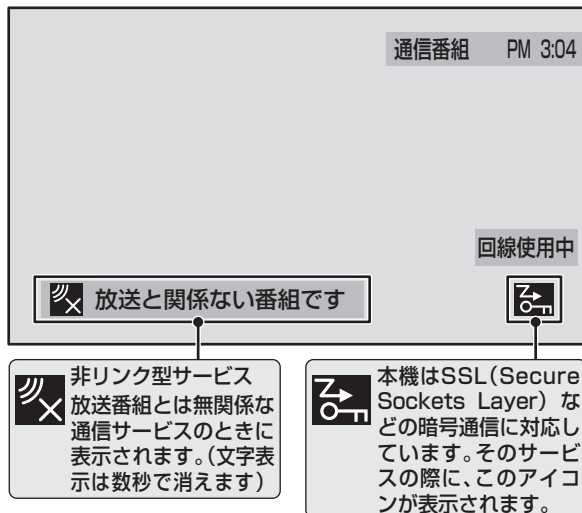 通信番組 PM 3:04
回線使用中
放送と関係ない番組です
非リンク型サービス
放送番組とは無関係な
通信サービスのときに
表示されます。(文字表
示は数秒で消えます)
本機はSSL(Secure
Sockets Layer) な
どの暗号通信に対応し
ています。そのサービ
スの際に、このアイコ
ンが表示されます。